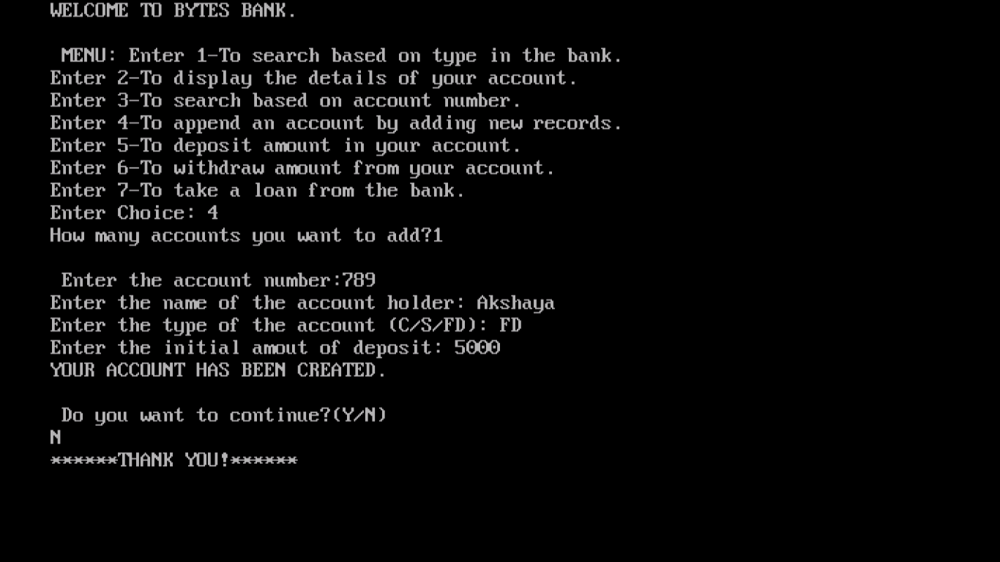 WELCOME TO BYTES BANK.
MENU: Enter 1-To search based on type in the bank.
Enter 2-To display the details of your account.
Enter 3-To search based on account number.
Enter 4-To append an account by adding new records.
Enter 5-To deposit amount in your account.
Enter 6-To withdraw amount from your account.
Enter 7-To take a loan from the bank.
Enter Choice: 4
How many accounts you want to add?1
Enter the account number:789
Enter the name of the account holder: Akshaya
Enter the type of the account (C/S/FD): FD
Enter the initial amout of deposit: 5000
YOUR ACCOUNT HAS BEEN CREATED.
Do you want to continue?(Y/N)
N
******THANK YOU!******